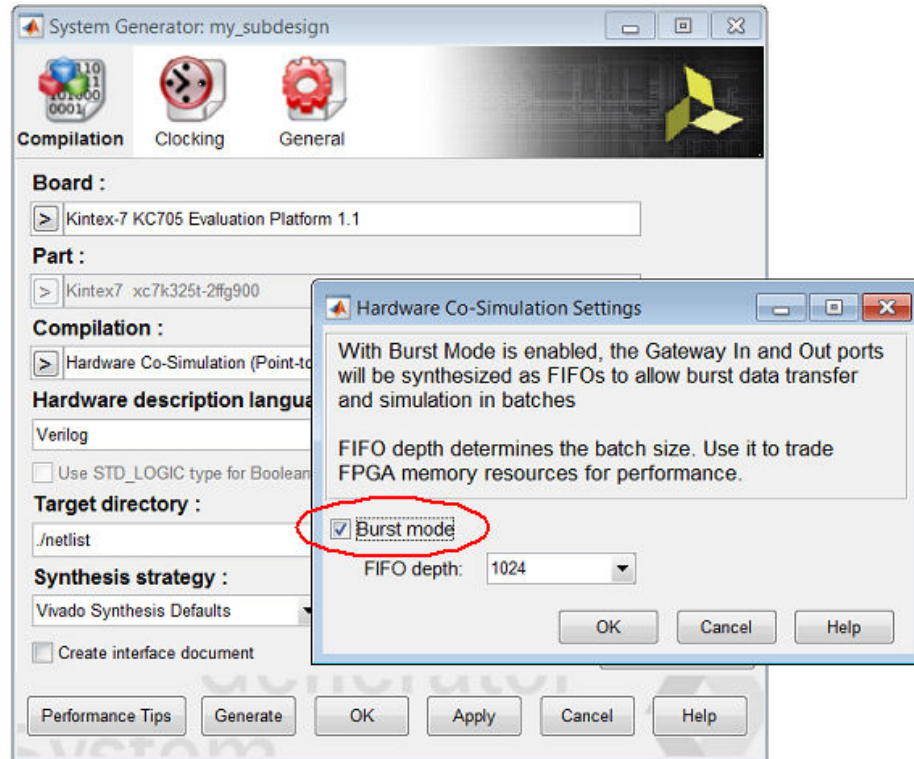 System Generator: my_subdesign
Compilation
Clocking
General
Board :
> Kintex-7 KC705 Evaluation Platform 1.1
Part :
> Kintex7 xc7k325t-2ffg900
Compilation :
> Hardware Co-Simulation (Point-to
Hardware description langua
Verilog
Use STD_LOGIC type for Boolean
Target directory :
./netlist
Synthesis strategy :
Vivado Synthesis Defaults
Create interface document
Performance Tips
Generate
OK
Apply
Cancel
Help
System
Generator
Hardware Co-Simulation Settings
With Burst Mode is enabled, the Gateway In and Out ports
will be synthesized as FIFOs to allow burst data transfer
and simulation in batches
FIFO depth determines the batch size. Use it to trade
FPGA memory resources for performance.
Burst mode
FIFO depth: 1024
OK
Cancel
Help